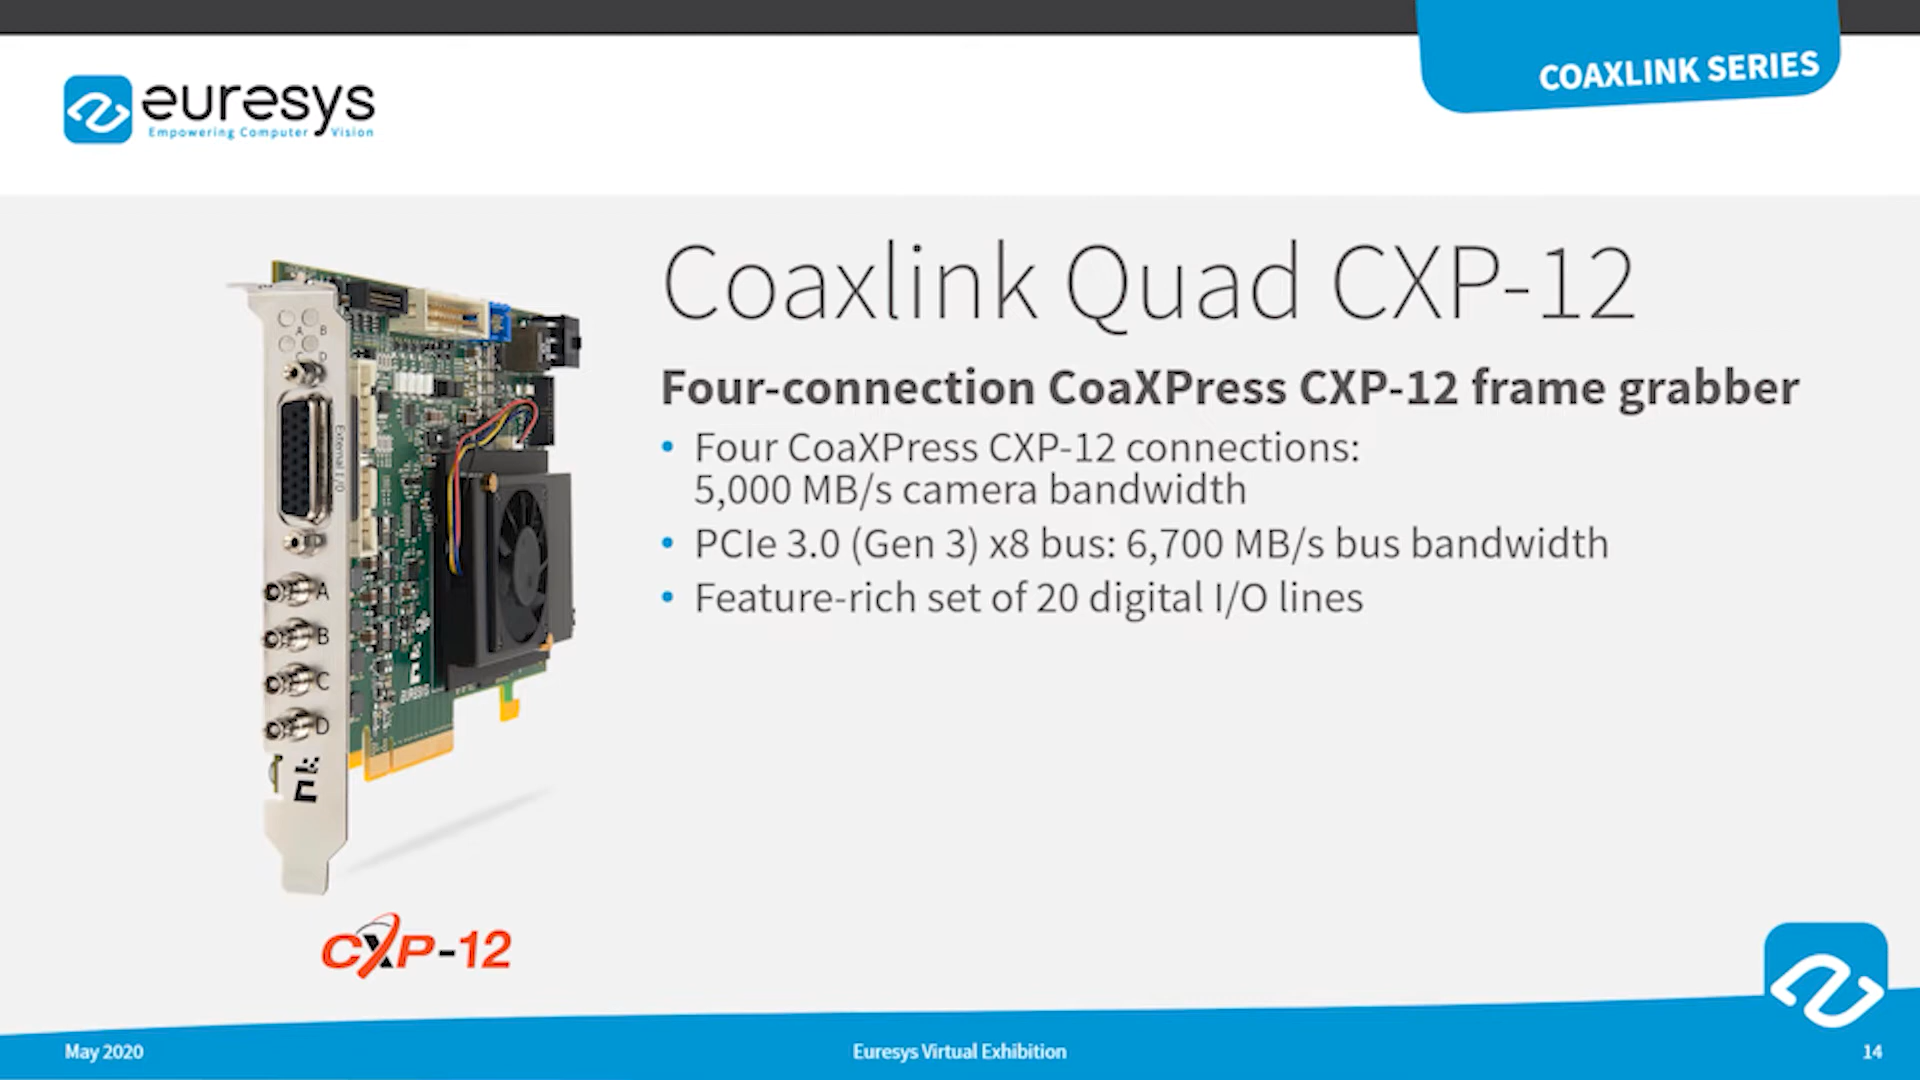 COAXLINK SERIES
euresys
Empowering Computer Vision
Coaxlink Quad CXP-12
Four-connection CoaXPress CXP-12 frame grabber
• Four CoaXPress CXP-12 connections:
5,000 MB/s camera bandwidth
• PCIe 3.0 (Gen 3) x8 bus: 6,700 MB/s bus bandwidth
• Feature-rich set of 20 digital I/O lines
A B
C D
External I/O
A
B
C
D
EURESYS
CXP-12
May 2020
Euresys Virtual Exhibition
14